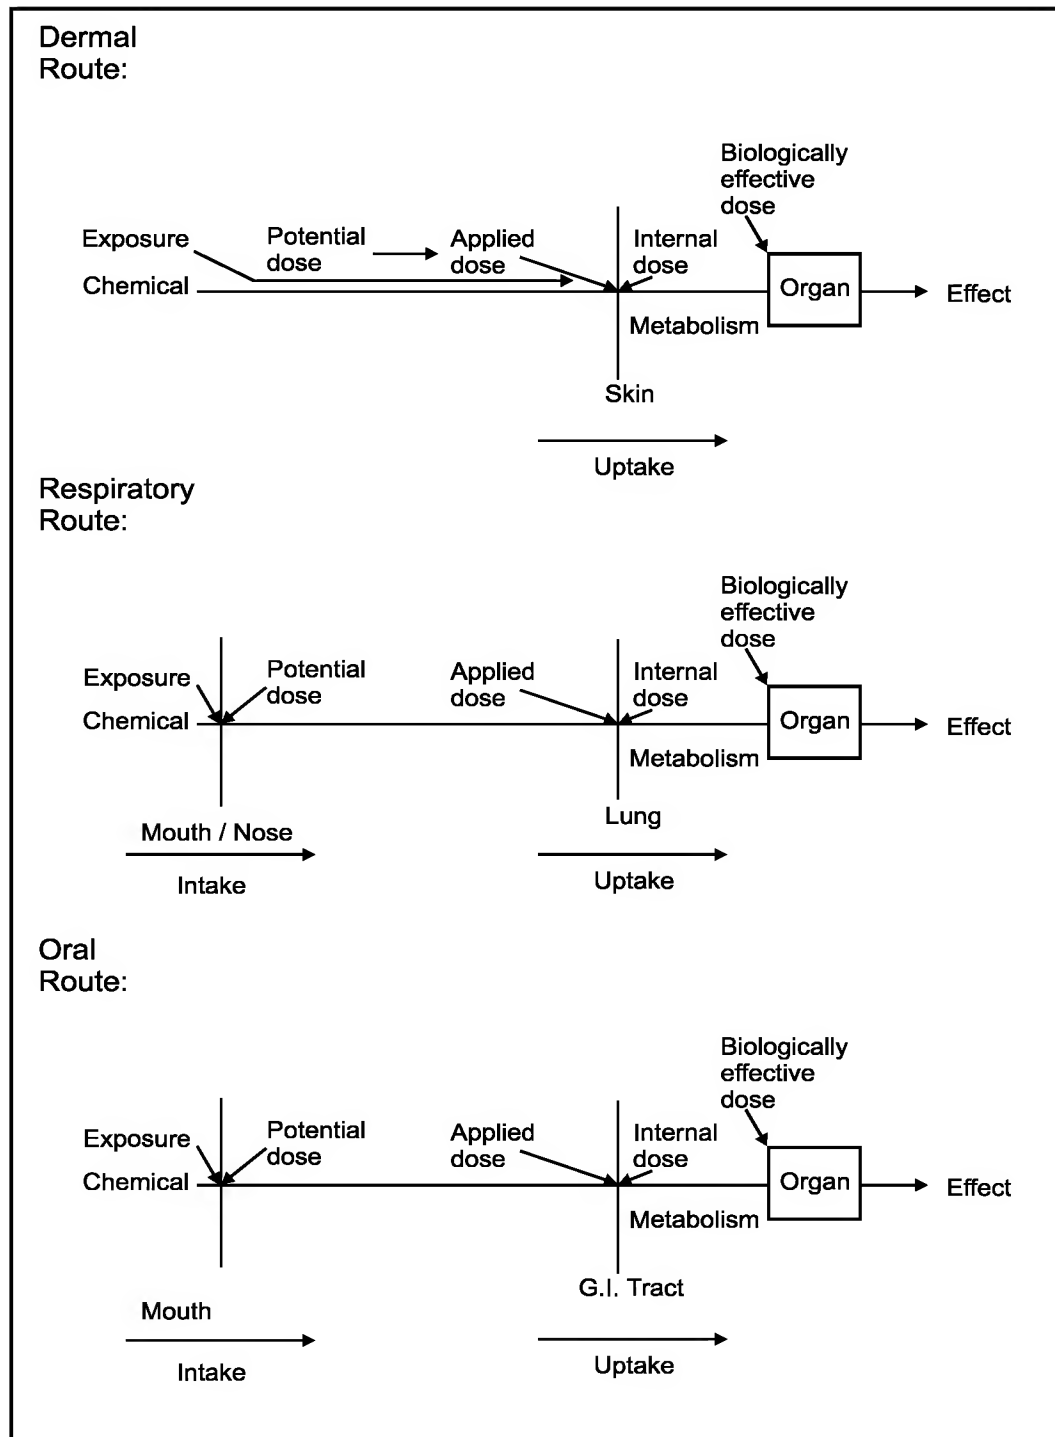 Dermal
Route:
Biologically
effective
dose
Exposure
Potential
dose
Applied
dose
Internal
dose
Chemical
Organ
Effect
Metabolism
Skin
Uptake
Respiratory
Route:
Biologically
effective
dose
Exposure
Potential
dose
Applied
dose
Internal
dose
Chemical
Organ
Effect
Metabolism
Mouth / Nose
Lung
Intake
Uptake
Oral
Route:
Biologically
effective
dose
Exposure
Potential
dose
Applied
dose
Internal
dose
Chemical
Organ
Effect
Metabolism
G.I. Tract
Mouth
Intake
Uptake